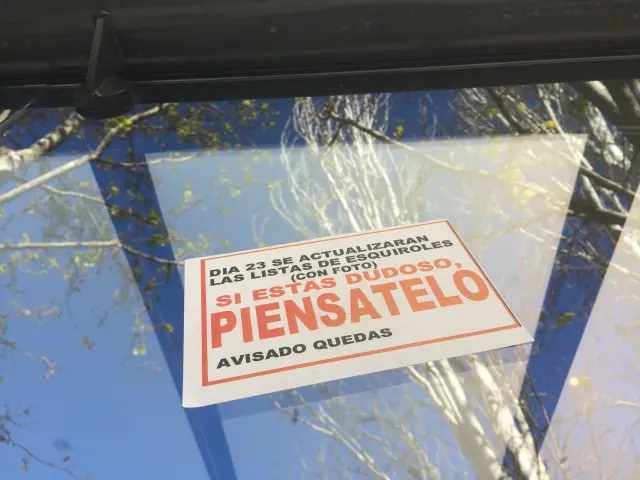 DIA 23 SE ACTUALIZARAN
LAS LISTAS DE ESQUIROLES
(CON FOTO)
SI ESTAS DUDOSO,
PIENSATELO
AVISADO QUEDAS